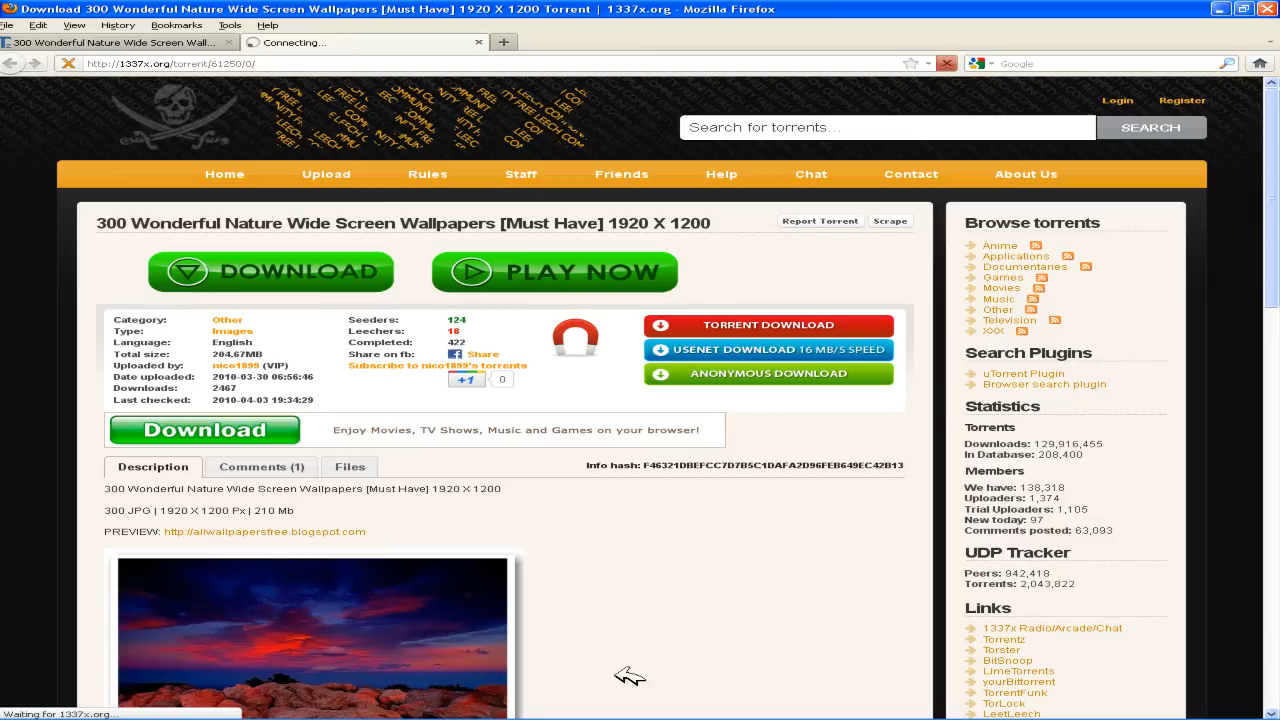 Download 300 Wonderful Nature Wide Screen Wallpapers [Must Have] 1920 X 1200 Torrent | 1337x.org - Mozilla Firefox
File Edit View History Bookmarks Tools Help
300 Wonderful Nature Wide Screen Wall... Connecting...
http://1337x.org/torrent/61250/0/ Google
Login Register
Search for torrents... SEARCH
Home Upload Rules Staff Friends Help Chat Contact About Us
300 Wonderful Nature Wide Screen Wallpapers [Must Have] 1920 X 1200 Report Torrent Scrape
DOWNLOAD PLAY NOW
Category: Other
Type: Images
Language: English
Total size: 204.67MB
Uploaded by: nico1899 (VIP)
Date uploaded: 2010-03-30 06:56:46
Downloads: 2467
Last checked: 2010-04-03 19:34:29
Seeders: 124
Leechers: 18
Completed: 422
Share on fb: Share
Subscribe to nico1899's torrents
+1 0
TORRENT DOWNLOAD
USENET DOWNLOAD 16 MB/S SPEED
ANONYMOUS DOWNLOAD
Download Enjoy Movies, TV Shows, Music and Games on your browser!
Description Comments (1) Files Info hash: F46321DBEFCC7D7B5C1DAFA2D96FEB649EC42B13
300 Wonderful Nature Wide Screen Wallpapers [Must Have] 1920 X 1200
300 JPG | 1920 X 1200 Px | 210 Mb
PREVIEW: http://allwallpapersfree.blogspot.com
Browse torrents
Anime
Applications
Documentaries
Games
Movies
Music
Other
Television
XXX
Search Plugins
uTorrent Plugin
Browser search plugin
Statistics
Torrents
Downloads: 129,916,455
In Database: 208,400
Members
We have: 138,318
Uploaders: 1,374
Trial Uploaders: 1,105
New today: 97
Comments posted: 63,093
UDP Tracker
Peers: 942,418
Torrents: 2,043,822
Links
1337x Radio/Arcade/Chat
Torrentz
Torster
BitSnoop
LimeTorrents
yourBittorrent
TorrentFunk
TorLock
LeetLeech
Waiting for 1337x.org...